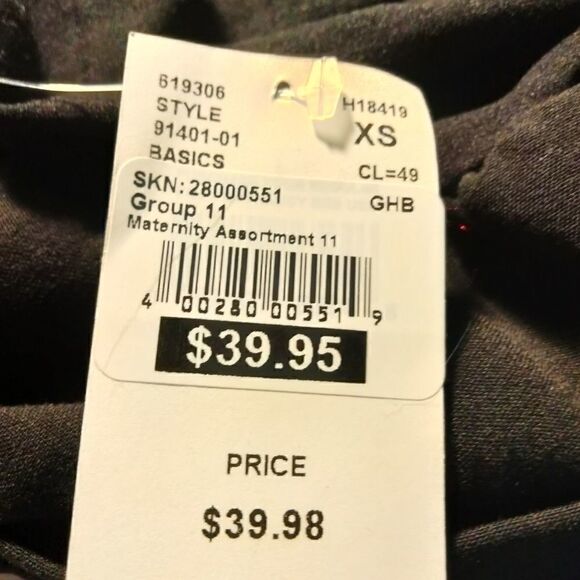 619306
H18419
STYLE
XS
91401-01
BASICS
CL=49
SKN: 28000551
GHB
Group 11
Maternity Assortment 11
4 00280 00551 9
$39.95
PRICE
$39.98